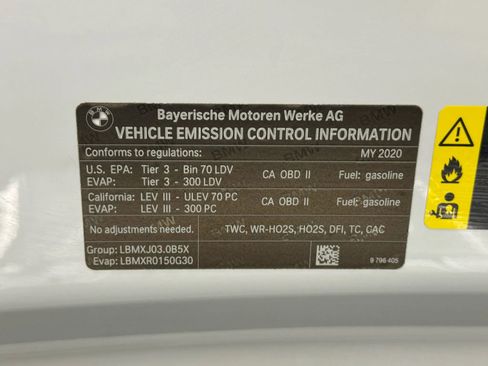 BMW
Bayerische Motoren Werke AG
VEHICLE EMISSION CONTROL INFORMATION
Conforms to regulations: MY 2020
U.S. EPA: Tier 3 - Bin 70 LDV CA OBD II Fuel: gasoline
EVAP: Tier 3 - 300 LDV
California: LEV III - ULEV 70 PC CA OBD II Fuel: gasoline
EVAP: LEV III - 300 PC
No adjustments needed. TWC, WR-HO2S, HO2S, DFI, TC, CAC
Group: LBMXJ03.0B5X
Evap: LBMXR0150G30 9 796 405